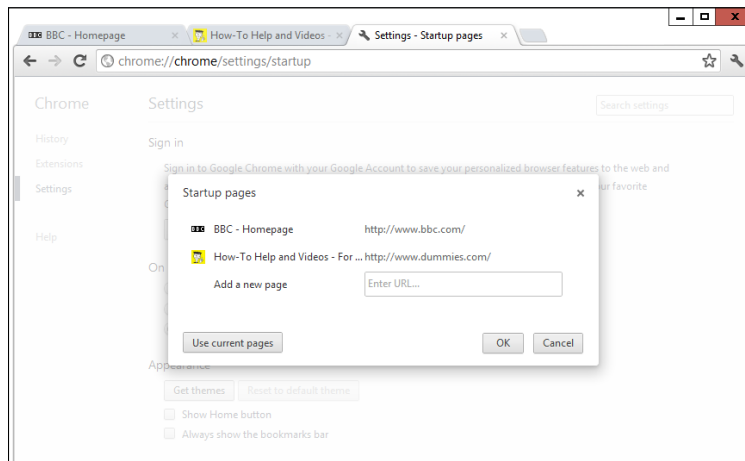 BBC - Homepage
How-To Help and Videos -
Settings - Startup pages
chrome://chrome/settings/startup
Chrome
Settings
Search settings
History
Sign in
Extensions
Sign in to Google Chrome with your Google Account to save your personalized browser features to the web and
Settings
ur favorite
Startup pages
BBC BBC - Homepage http://www.bbc.com/
Help
How-To Help and Videos - For ... http://www.dummies.com/
On
Add a new page Enter URL...
Use current pages OK Cancel
Appearance
Get themes Reset to default theme
Show Home button
Always show the bookmarks bar